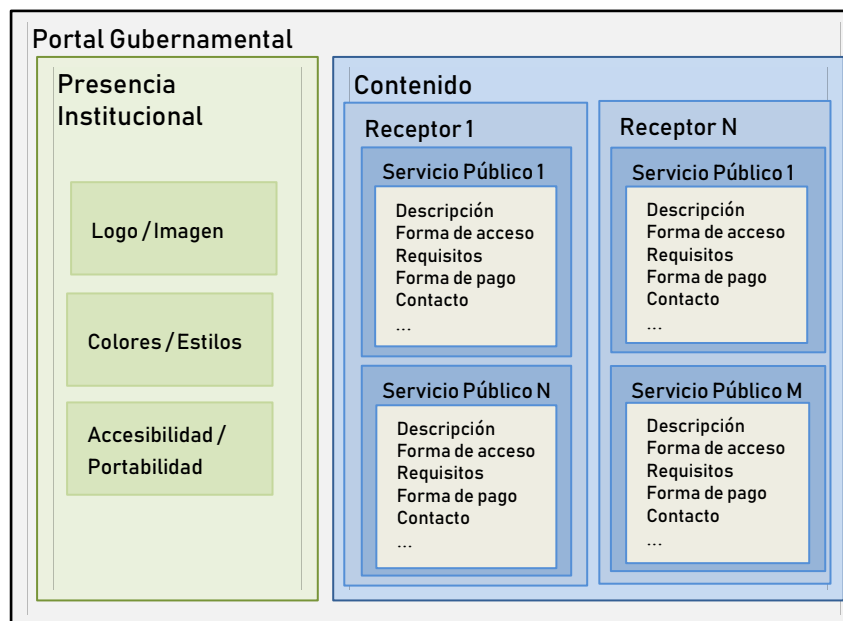 Portal Gubernamental
Presencia
Institucional
Logo / Imagen
Colores / Estilos
Accesibilidad /
Portabilidad
Contenido
Receptor 1
Servicio Público 1
Descripción
Forma de acceso
Requisitos
Forma de pago
Contacto
...
Servicio Público N
Descripción
Forma de acceso
Requisitos
Forma de pago
Contacto
...
Receptor N
Servicio Público 1
Descripción
Forma de acceso
Requisitos
Forma de pago
Contacto
...
Servicio Público M
Descripción
Forma de acceso
Requisitos
Forma de pago
Contacto
...